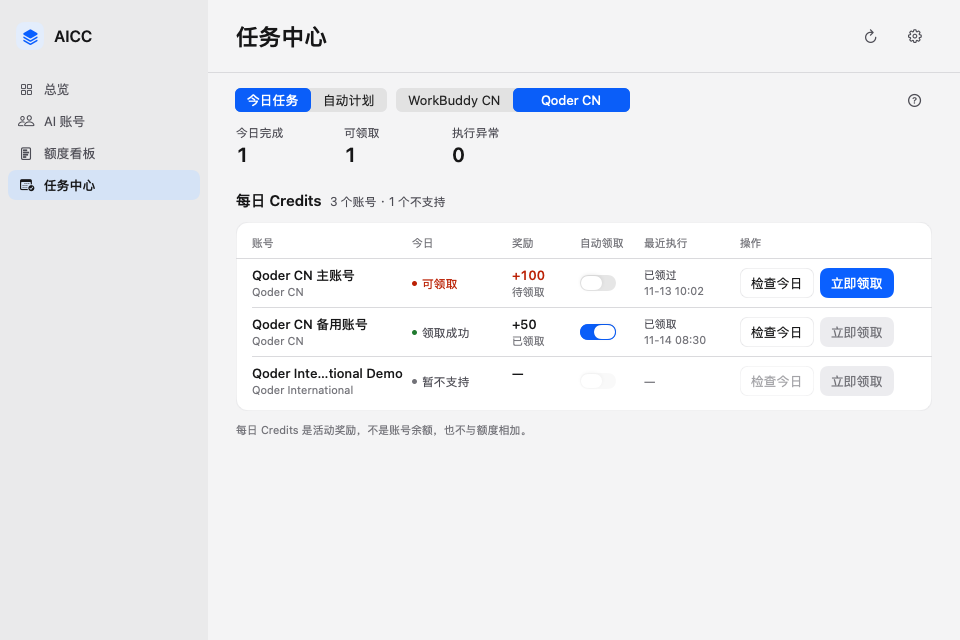 AICC
总览
AI 账号
额度看板
任务中心
任务中心
今日任务 自动计划 WorkBuddy CN Qoder CN
今日完成 可领取 执行异常
1 1 0
每日 Credits 3 个账号 · 1 个不支持
账号 今日 奖励 自动领取 最近执行 操作
Qoder CN 主账号
Qoder CN
可领取
+100
待领取
已领过
11-13 10:02
检查今日 立即领取
Qoder CN 备用账号
Qoder CN
领取成功
+50
已领取
已领取
11-14 08:30
检查今日 立即领取
Qoder Inte...tional Demo
Qoder International
暂不支持
—
—
检查今日 立即领取
每日 Credits 是活动奖励，不是账号余额，也不与额度相加。